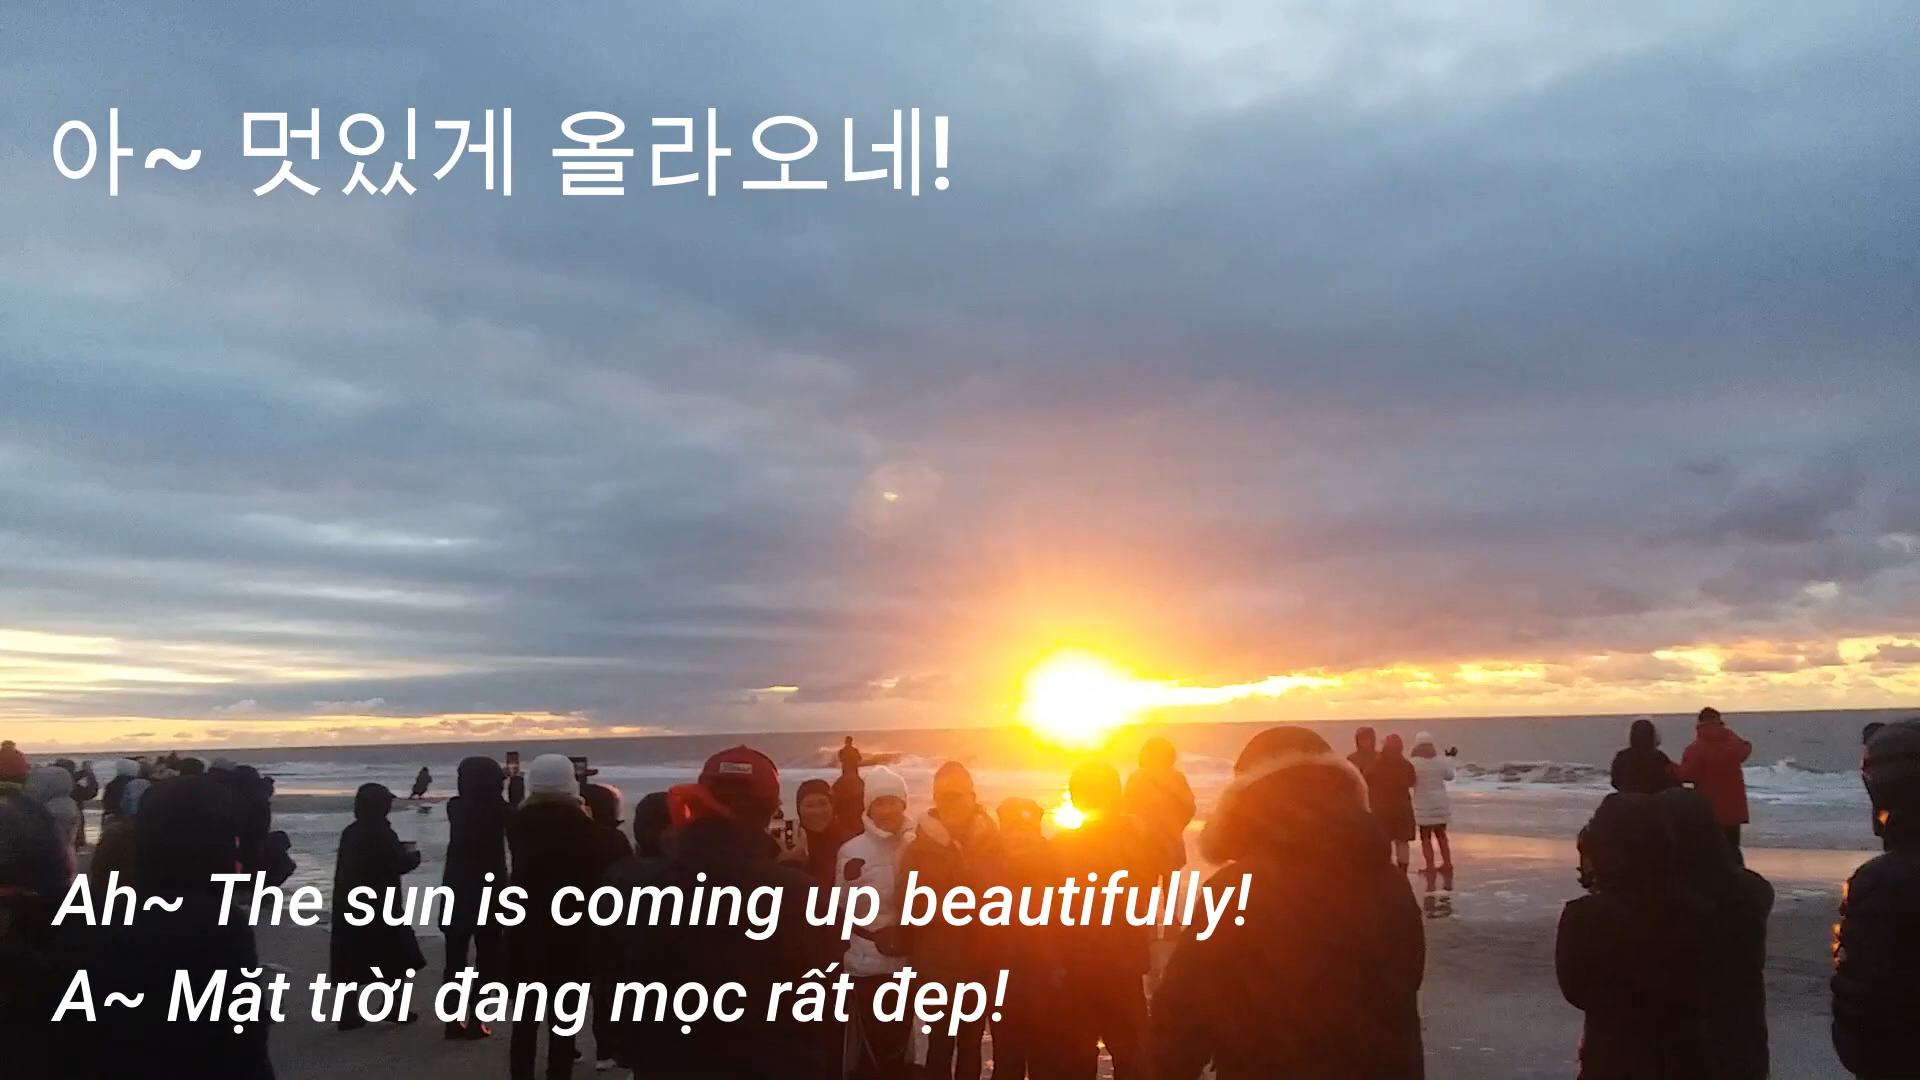 아~ 멋있게 올라오네!
Ah~ The sun is coming up beautifully!
A~ Mặt trời đang mọc rất đẹp!